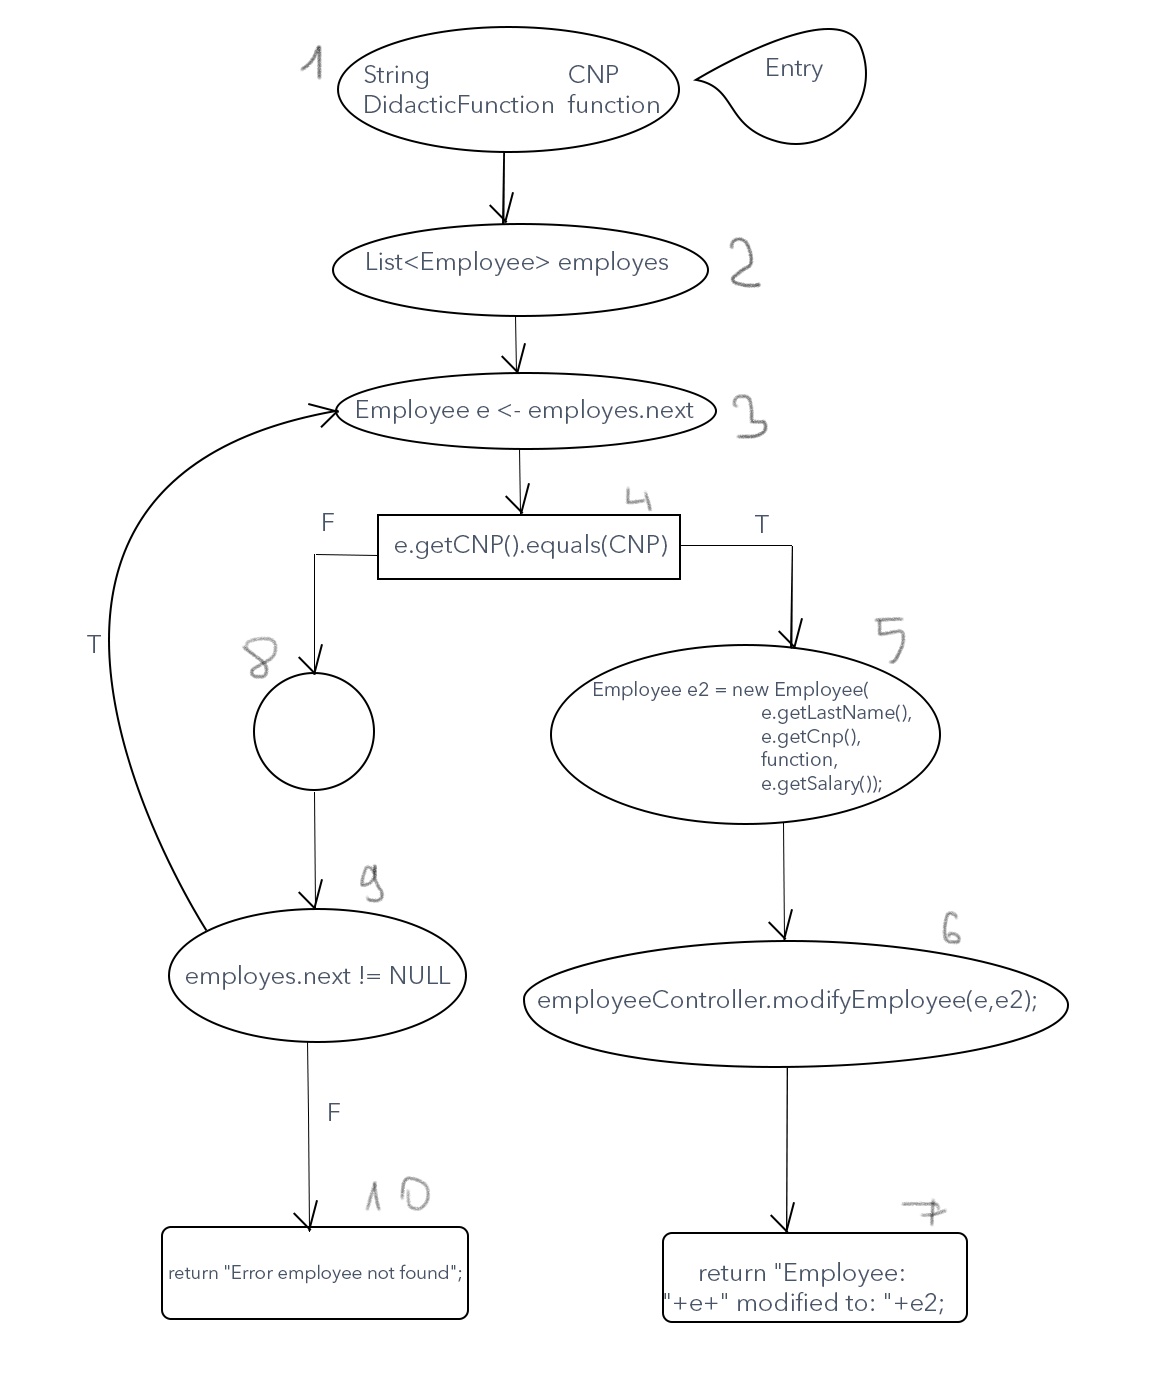 1
String CNP
DidacticFunction function
Entry
List<Employee> employes
2
Employee e <- employes.next
3
4
F
e.getCNP().equals(CNP)
T
8
5
Employee e2 = new Employee(
e.getLastName(),
e.getCnp(),
function,
e.getSalary());
T
9
employes.next != NULL
6
employeeController.modifyEmployee(e,e2);
F
10
return "Error employee not found";
7
return "Employee:
"+e+" modified to: "+e2;